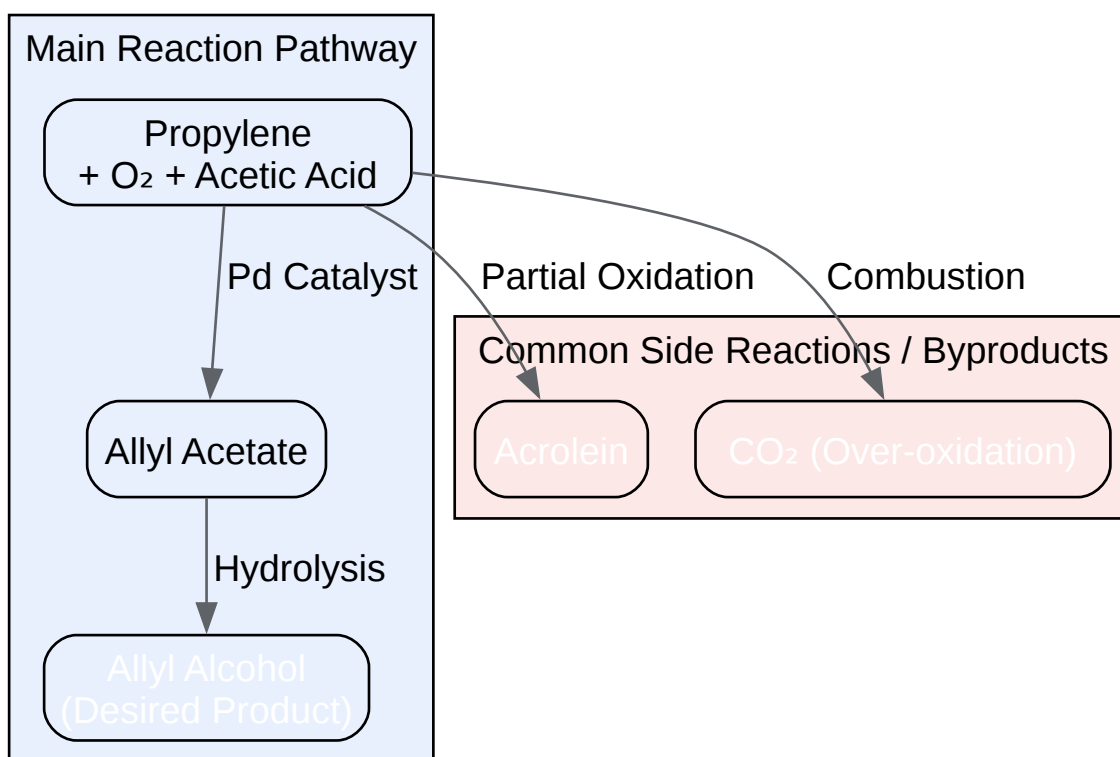 Main Reaction Pathway
Propylene
+ O₂ + Acetic Acid
Pd Catalyst
Partial Oxidation
Combustion
Common Side Reactions / Byproducts
Allyl Acetate
Acrolein
CO₂ (Over-oxidation)
Hydrolysis
Allyl Alcohol
(Desired Product)